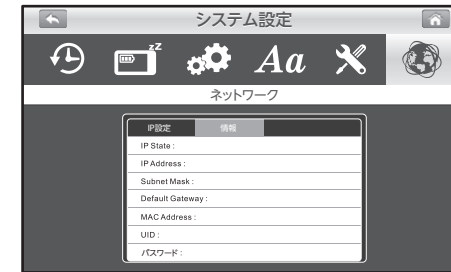 システム設定
zZ
Aa
ネットワーク
IP設定 情報
IP State :
IP Address :
Subnet Mask :
Default Gateway :
MAC Address :
UID :
パスワード :